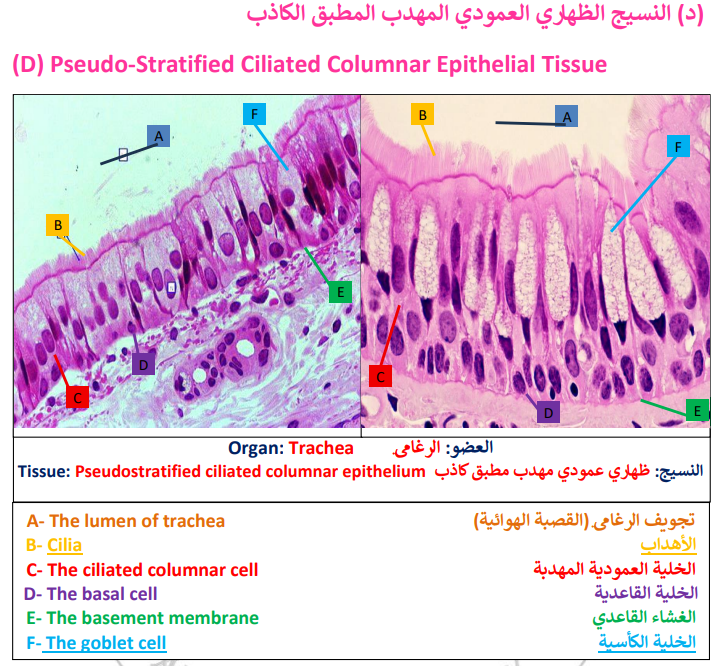 (د) النسيج الظهاري العمودي المهدب المطبق الكاذب
(D) Pseudo-Stratified Ciliated Columnar Epithelial Tissue
F
A
B
E
D
C
B
A
F
C
D
E
Organ: Trachea العضو: الرغامى.
Tissue: Pseudostratified ciliated columnar epithelium النسيج: ظهاري عمودي مهدب مطبق كاذب
A- The lumen of trachea تجويف الرغامى.(القصبة الهوائية)
B- Cilia الأهداب
C- The ciliated columnar cell الخلية العمودية المهدبة
D- The basal cell الخلية القاعدية
E- The basement membrane الغشاء القاعدي
F- The goblet cell الخلية الكأسية